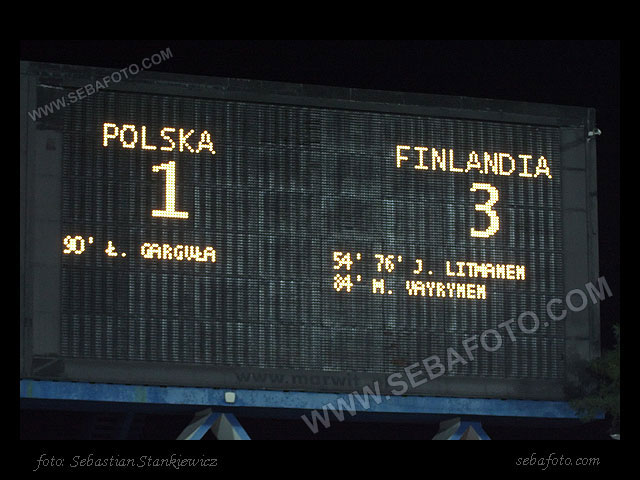 WWW.SEBAFOTO.COM
POLSKA
FINLANDIA
1
3
90' Ł. GARGUŁA
54' 76' J. LITMANEN
84' M. VAYRYNEN
WWW.SEBAFOTO.COM
foto: Sebastian Stankiewicz
sebafoto.com